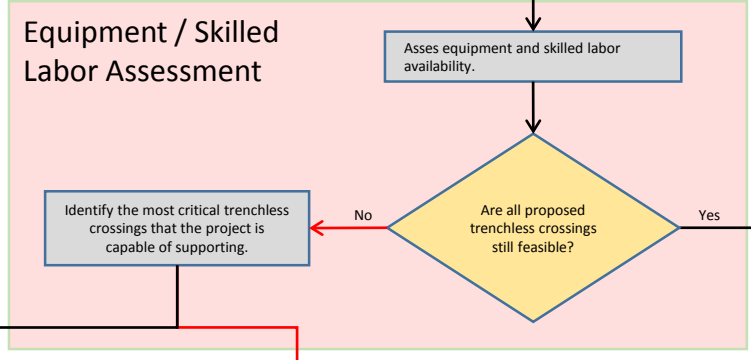 Equipment / Skilled
Labor Assessment
Asses equipment and skilled labor
availability.
Are all proposed
trenchless crossings
still feasible?
No
Yes
Identify the most critical trenchless
crossings that the project is
capable of supporting.